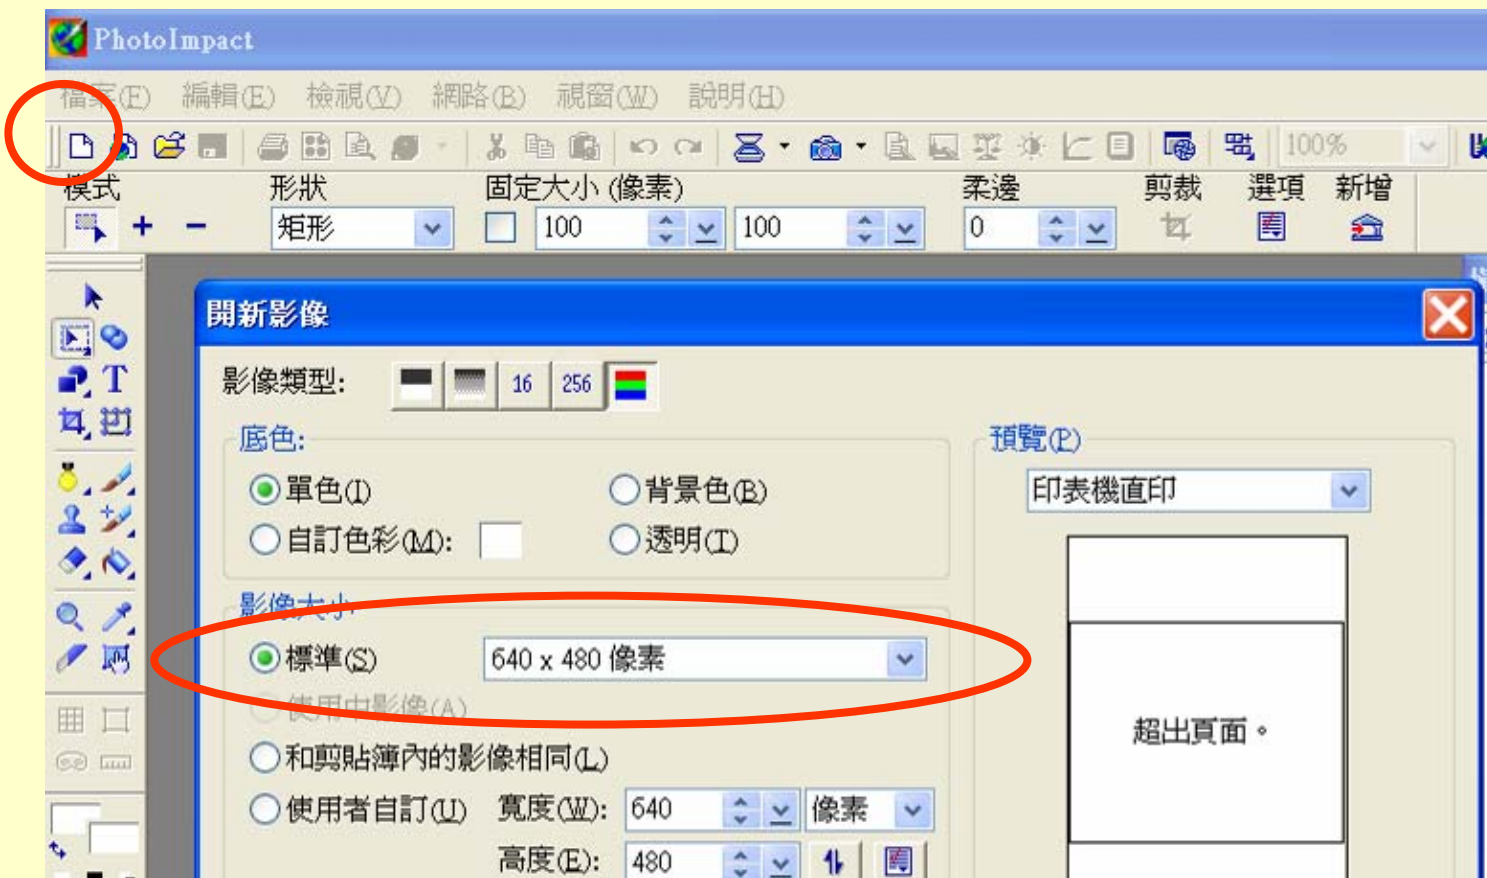 PhotoImpact
檔案(F) 編輯(E) 檢視(V) 網路(B) 視窗(W) 說明(H)
100%
模式 形狀 固定大小 (像素) 柔邊 剪裁 選項 新增
矩形 100 100 0
開新影像
影像類型: 16 256
底色: 預覽(P)
單色(I) 背景色(B) 印表機直印
自訂色彩(M): 透明(T)
影像大小
標準(S) 640 x 480 像素
使用中影像(A)
超出頁面。
和剪貼簿內的影像相同(L)
使用者自訂(U) 寬度(W): 640 像素
高度(E): 480